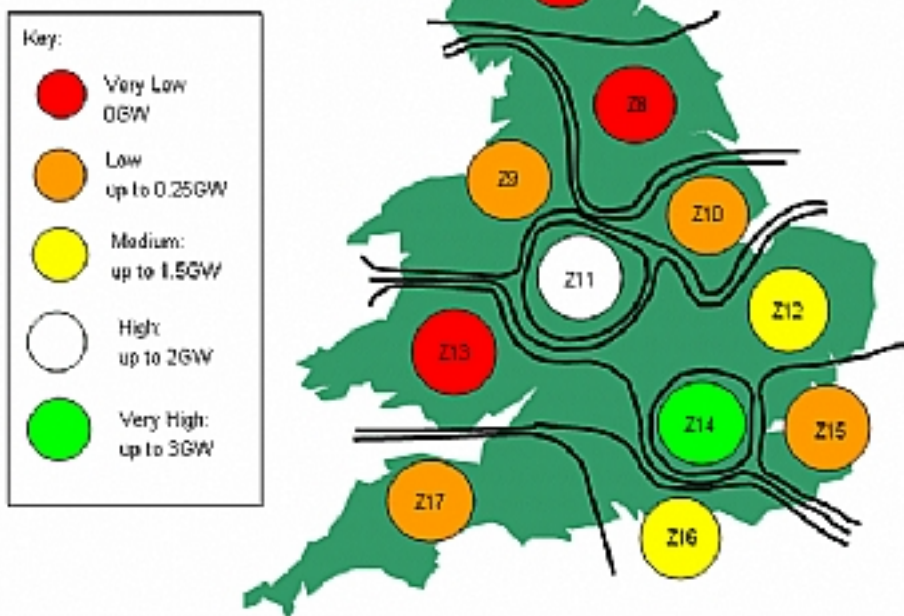 Key:
Very Low
0GW
Low
up to 0.25GW
Medium:
up to 1.5GW
High:
up to 2GW
Very High:
up to 3GW
Z8
Z9
Z10
Z11
Z12
Z13
Z14
Z15
Z17
Z16